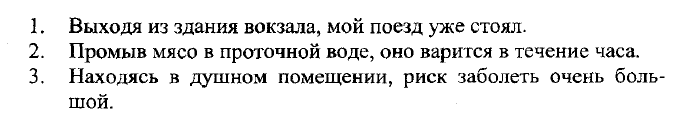 1. Выходя из здания вокзала, мой поезд уже стоял.
2. Промыв мясо в проточной воде, оно варится в течение часа.
3. Находясь в душном помещении, риск заболеть очень боль-
шой.